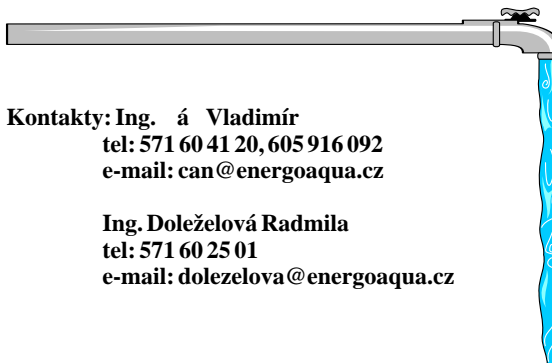 Kontakty: Ing. á Vladimír
tel: 571 60 41 20, 605 916 092
e-mail: can@energoaqua.cz
Ing. Doleželová Radmila
tel: 571 60 25 01
e-mail: dolezelova@energoaqua.cz